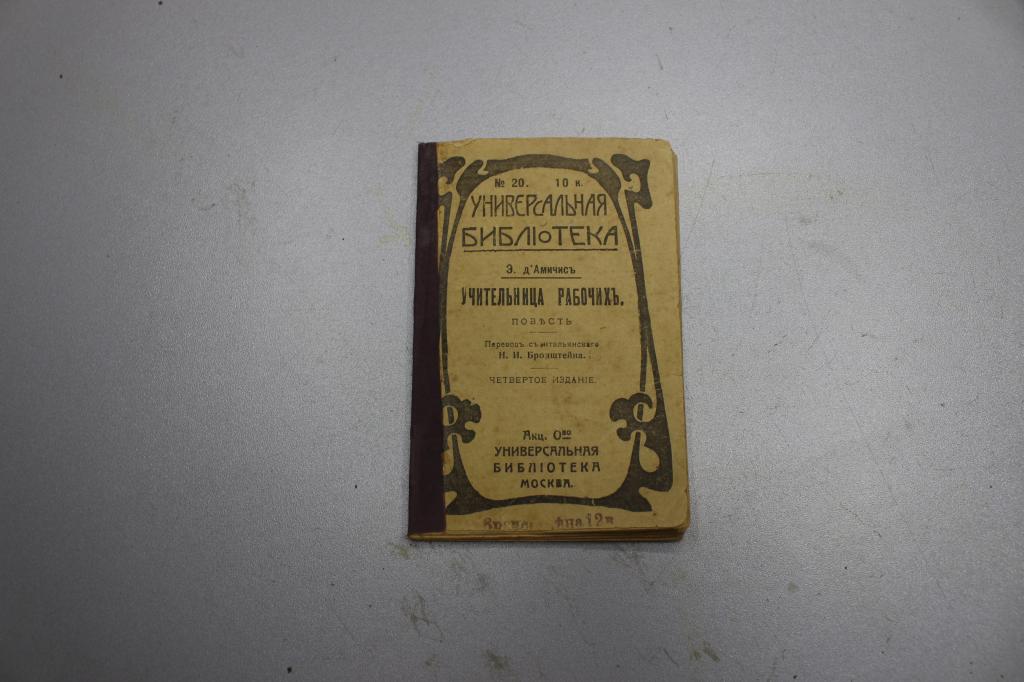 № 20. 10 к.
УНИВЕРСАЛЬНАЯ
БИБЛІОТЕКА
Э. д'Амичисъ
УЧИТЕЛЬНИЦА РАБОЧИХЪ.
ПОВѢСТЬ
Переводъ съ итальянскаго
Н. И. Бронштейна.
ЧЕТВЕРТОЕ ИЗДАНІЕ.
Акц. О-во
УНИВЕРСАЛЬНАЯ
БИБЛІОТЕКА
МОСКВА.